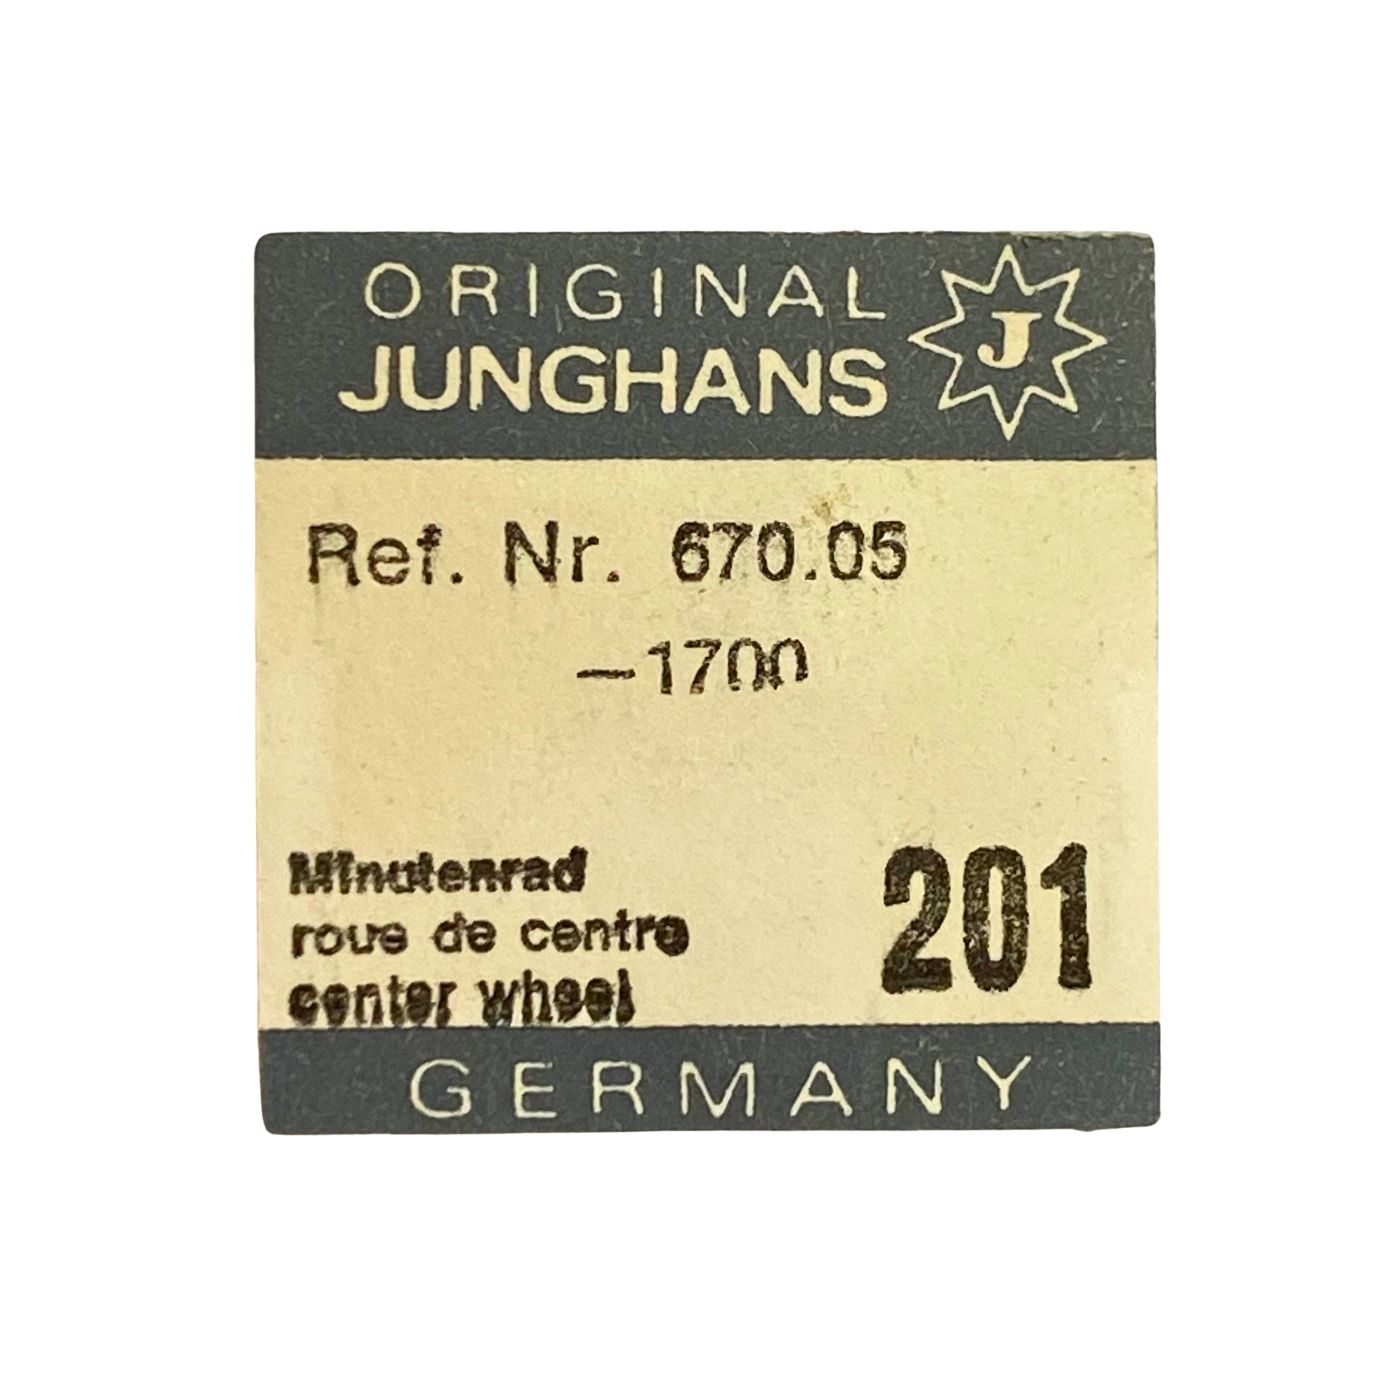 ORIGINAL
JUNGHANS
J
Ref. Nr. 670.05
-1700
Minutenrad
roue de centre
center wheel
201
GERMANY